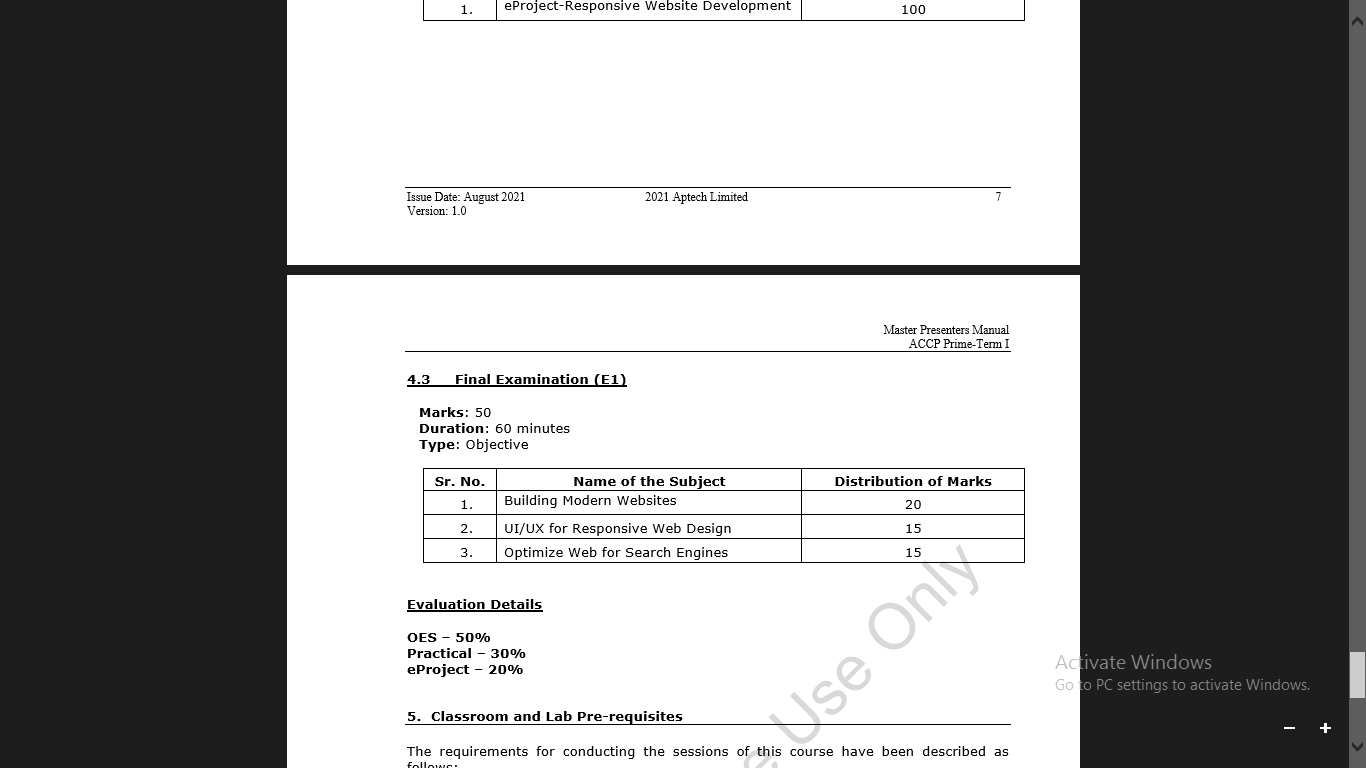 1. eProject-Responsive Website Development 100
Issue Date: August 2021 2021 Aptech Limited 7
Version: 1.0
Master Presenters Manual
ACCP Prime-Term I
4.3 Final Examination (E1)
Marks: 50
Duration: 60 minutes
Type: Objective
Sr. No. Name of the Subject Distribution of Marks
1. Building Modern Websites 20
2. UI/UX for Responsive Web Design 15
3. Optimize Web for Search Engines 15
Evaluation Details
OES – 50%
Practical – 30%
eProject – 20%
5. Classroom and Lab Pre-requisites
The requirements for conducting the sessions of this course have been described as
follows:
Use Only
Activate Windows
Go to PC settings to activate Windows.